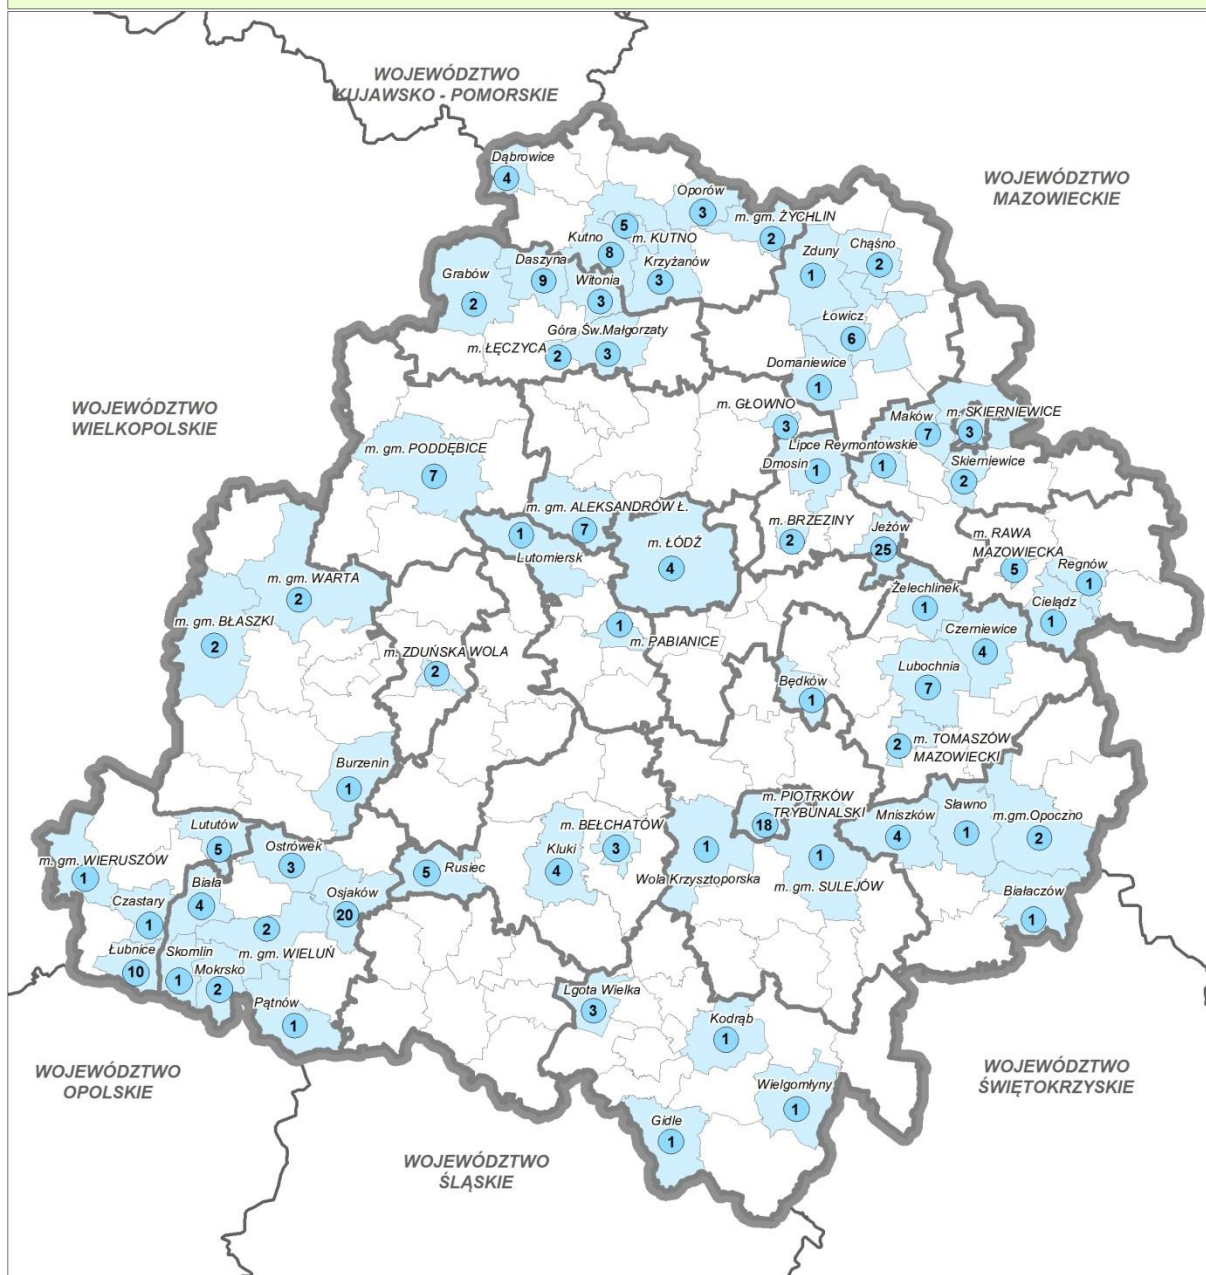 WOJEWÓDZTWO
KUJAWSKO - POMORSKIE
WOJEWÓDZTWO
MAZOWIECKIE
Dąbrowice
4
Oporów
3
m. gm. ŻYCHLIN
2
5
m. KUTNO
Kutno
8
Krzyżanów
3
Zduny
1
Chąśno
2
Grabów
2
Daszyna
9
Witonia
3
Góra Św.Małgorzaty
3
m. ŁĘCZYCA
2
Łowicz
6
Domaniewice
1
WOJEWÓDZTWO
WIELKOPOLSKIE
m. GŁOWNO
3
Maków
7
m. SKIERNIEWICE
3
Lipce Reymontowskie
1
Dmosin
1
Skierniewice
2
m. gm. PODDĘBICE
7
m. gm. ALEKSANDRÓW Ł.
7
1
Lutomiersk
m. ŁÓDŹ
4
m. BRZEZINY
2
Jeżów
25
m. RAWA
MAZOWIECKA
5
Regnów
1
Cielądz
1
m. gm. WARTA
2
m. gm. BŁASZKI
2
Żelechlinek
1
Czerniewice
4
1
m. PABIANICE
m. ZDUŃSKA WOLA
2
Lubochnia
7
Będków
1
2
m. TOMASZÓW
MAZOWIECKI
Burzenin
1
m. PIOTRKÓW
TRYBUNALSKI
18
Mniszków
4
Sławno
1
m.gm.Opoczno
2
Lututów
5
Ostrówek
3
m. gm. WIERUSZÓW
1
m. BEŁCHATÓW
3
Kluki
4
1
Wola Krzysztoporska
1
m. gm. SULEJÓW
5
Rusiec
Biała
4
Osjaków
20
Białaczów
1
Czastary
1
2
m. gm. WIELUŃ
Łubnice
10
Skomlin
1
Mokrsko
2
Pątnów
1
Lgota Wielka
3
Kodrąb
1
Wielgomłyny
1
Gidle
1
WOJEWÓDZTWO
OPOLSKIE
WOJEWÓDZTWO
ŚWIĘTOKRZYSKIE
WOJEWÓDZTWO
ŚLĄSKIE